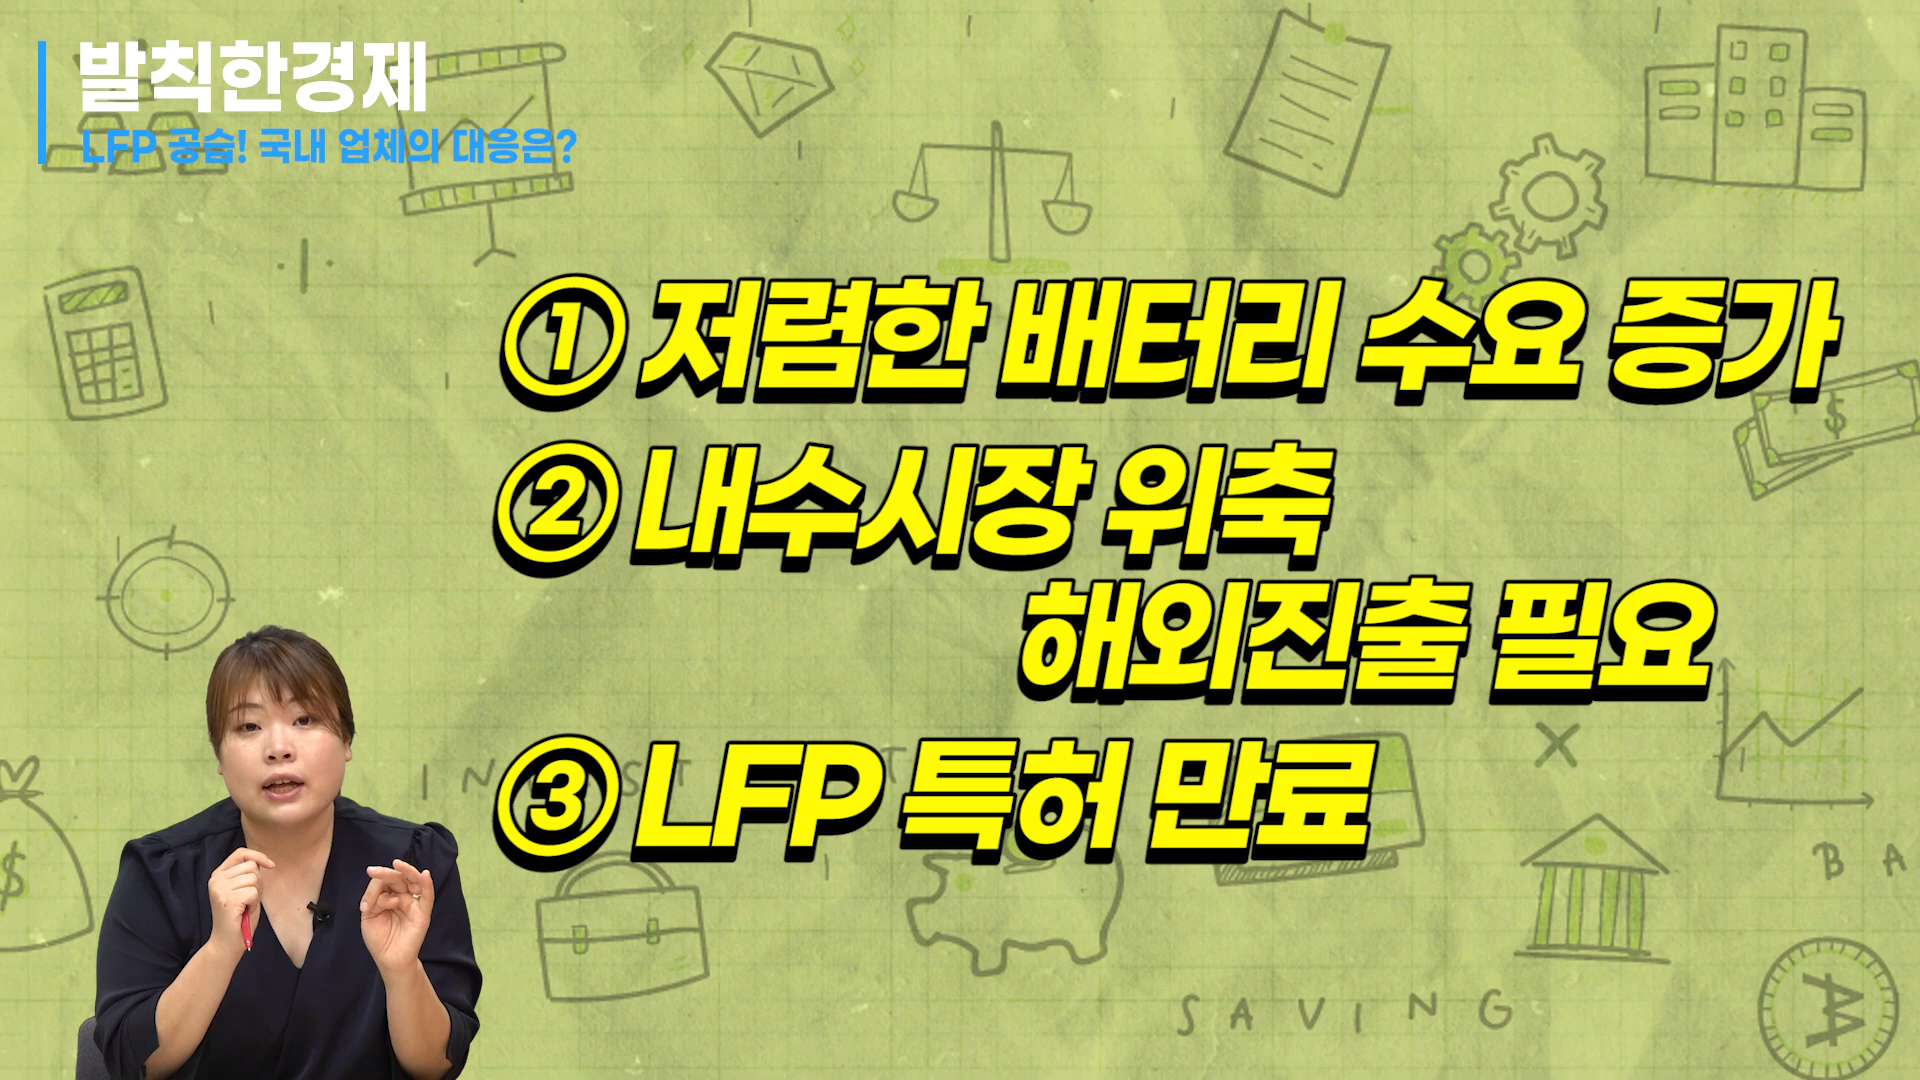 발칙한경제
LFP 공습! 국내 업체의 대응은?
① 저렴한 배터리 수요 증가
② 내수시장 위축
해외진출 필요
③ LFP 특허 만료
SAVING